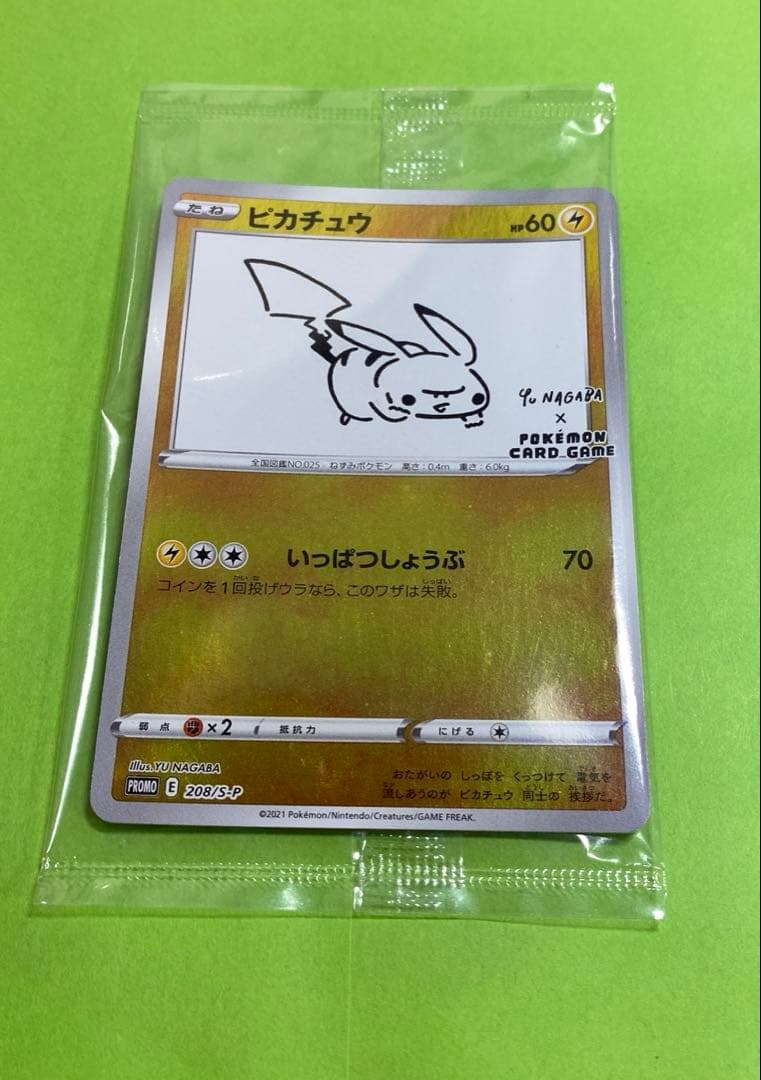 たね ピカチュウ HP60
Yu NAGABA
×
POKÉMON
CARD GAME
全国図鑑NO.025 ねずみポケモン 高さ:0.4m 重さ:6.0kg
いっぱつしょうぶ 70
コインを1回投げウラなら、このワザは失敗。
弱点 ×2 抵抗力 にげる
Illus. YU NAGABA
PROMO E 208/S-P
おたがいの しっぽを くっつけて 電気を
流しあうのが ピカチュウ 同士の 挨拶だ。
©2021 Pokémon/Nintendo/Creatures/GAME FREAK.